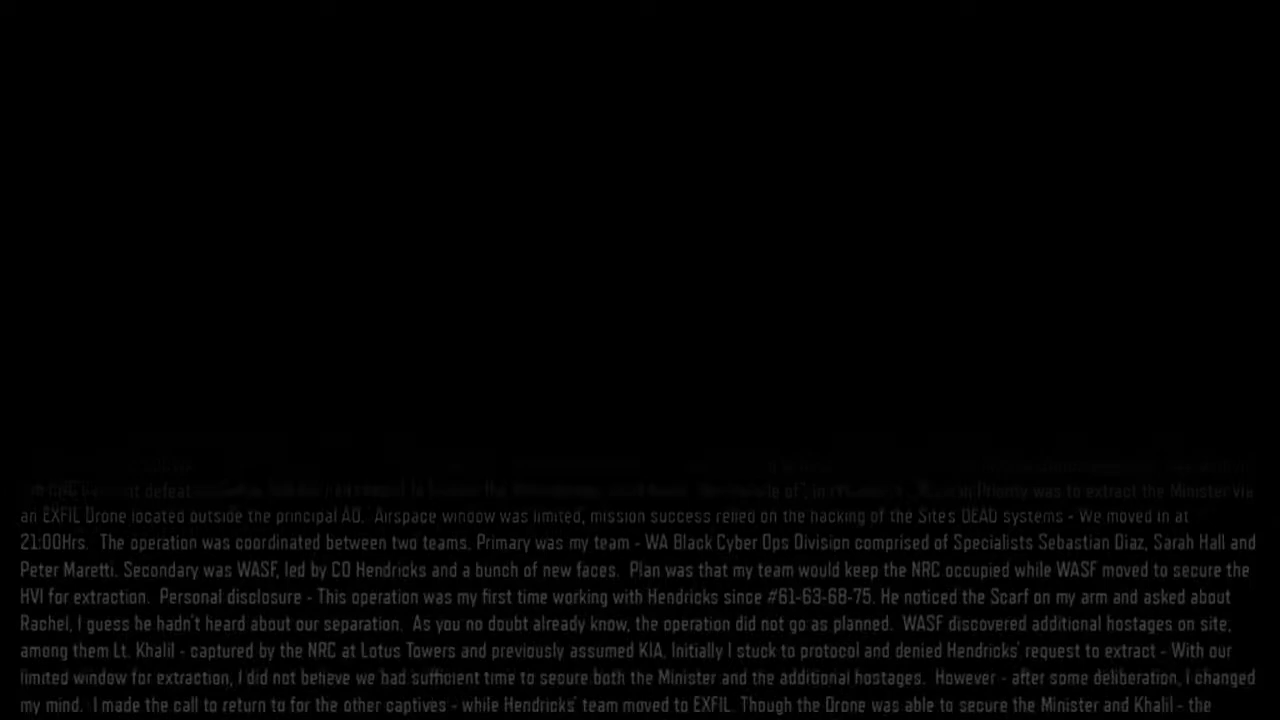 defeat
Priority was to extract the Minister via
an EXFIL Drone located outside the principal AO. Airspace window was limited, mission success relied on the hacking of the Sites DEAD systems - We moved in at
21:00Hrs. The operation was coordinated between two teams. Primary was my team - WA Black Cyber Ops Division comprised of Specialists Sebastian Diaz, Sarah Hall and
Peter Maretti. Secondary was WASF, led by CO Hendricks and a bunch of new faces. Plan was that my team would keep the NRC occupied while WASF moved to secure the
HVI for extraction. Personal disclosure - This operation was my first time working with Hendricks since #61-63-68-75. He noticed the Scarf on my arm and asked about
Rachel, I guess he hadn't heard about our separation. As you no doubt already know, the operation did not go as planned. WASF discovered additional hostages on site,
among them Lt. Khalil - captured by the NRC at Lotus Towers and previously assumed KIA. Initially I stuck to protocol and denied Hendricks' request to extract - With our
limited window for extraction, I did not believe we had sufficient time to secure both the Minister and the additional hostages. However - after some deliberation, I changed
my mind. I made the call to return to for the other captives - while Hendricks' team moved to EXFIL. Though the Drone was able to secure the Minister and Khalil - the